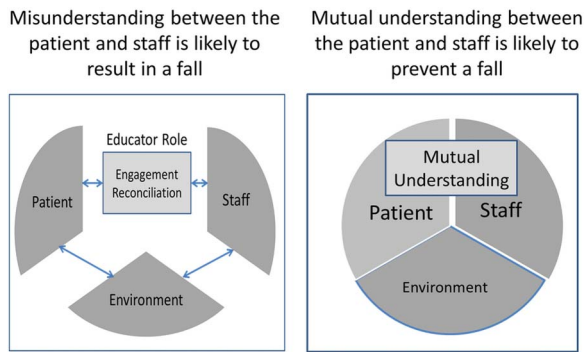 Misunderstanding between the
patient and staff is likely to
result in a fall
Educator Role
Engagement
Reconciliation
Patient
Staff
Environment
Mutual understanding between
the patient and staff is likely to
prevent a fall
Mutual
Understanding
Patient
Staff
Environment